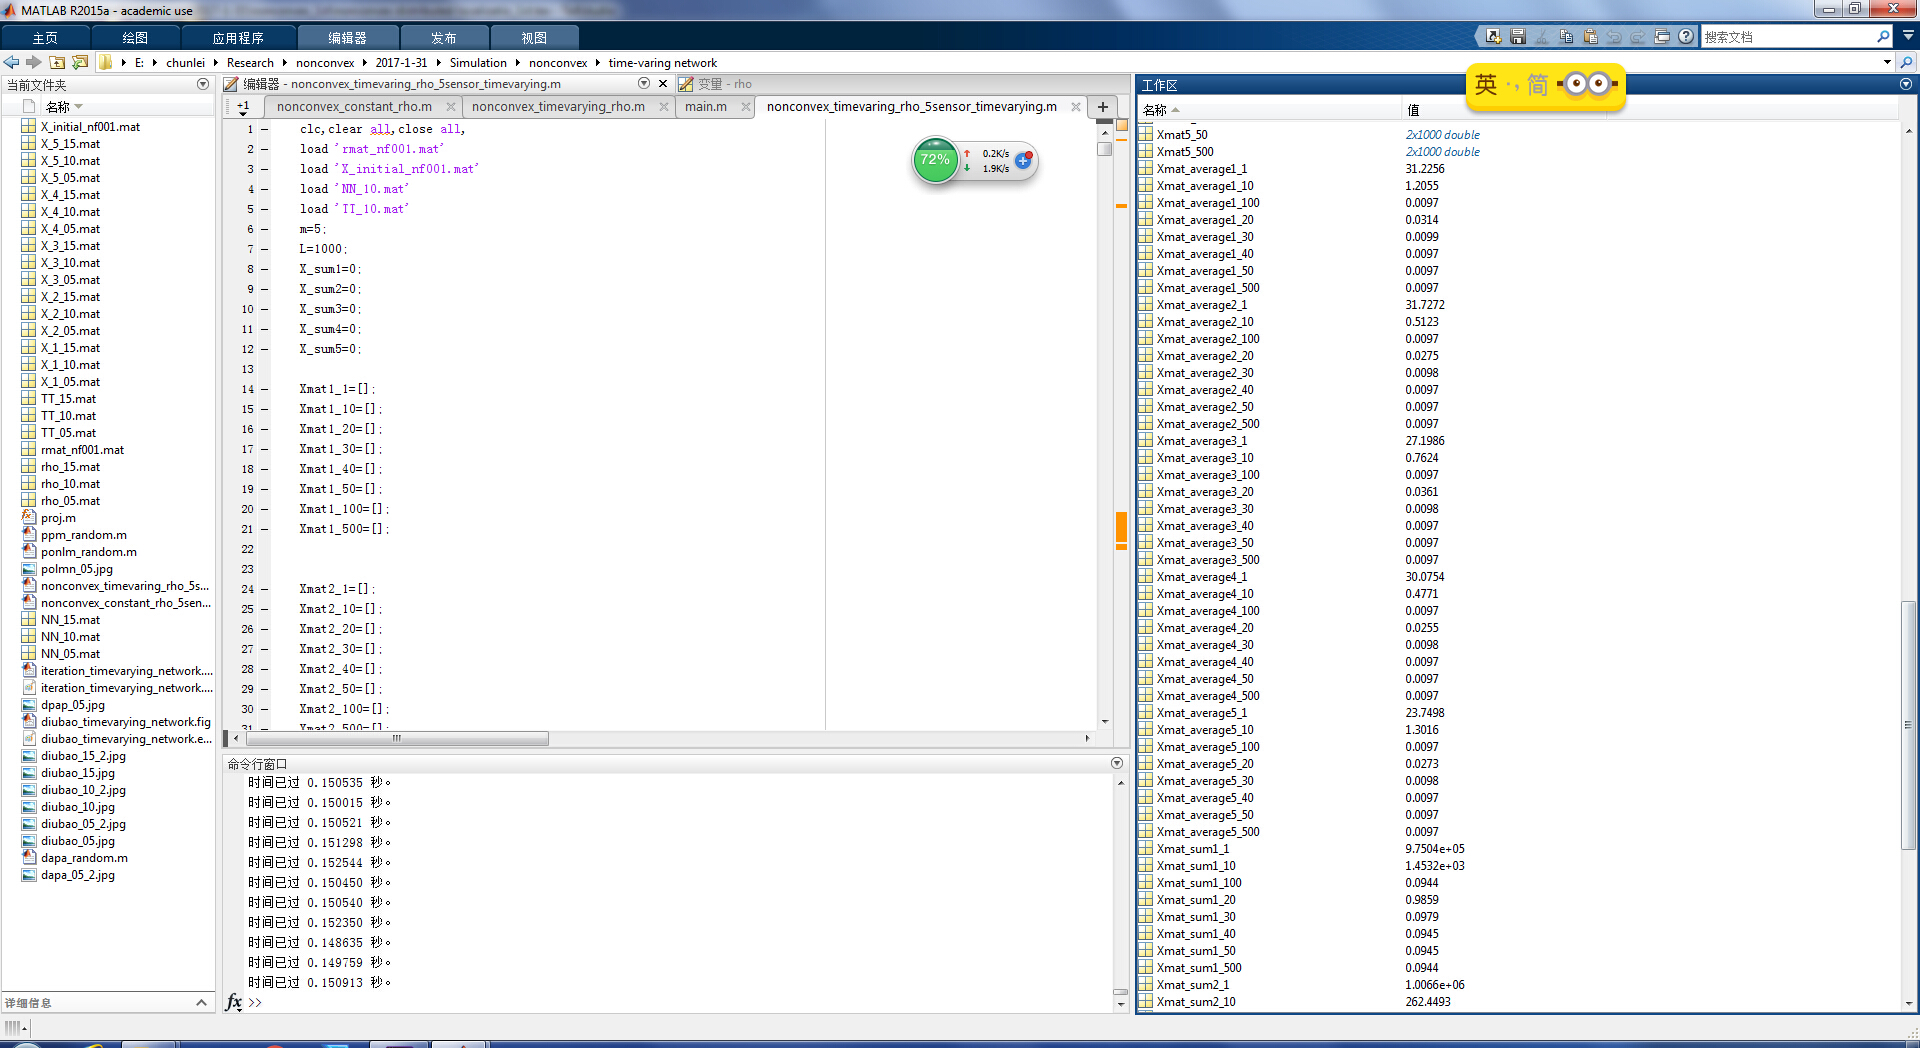 MATLAB R2015a - academic use
主页 绘图 应用程序 编辑器 发布 视图
搜索文档
E: chunlei Research nonconvex 2017-1-31 Simulation nonconvex time-varing network
当前文件夹
名称
X_initial_nf001.mat
X_5_15.mat
X_5_10.mat
X_5_05.mat
X_4_15.mat
X_4_10.mat
X_4_05.mat
X_3_15.mat
X_3_10.mat
X_3_05.mat
X_2_15.mat
X_2_10.mat
X_2_05.mat
X_1_15.mat
X_1_10.mat
X_1_05.mat
TT_15.mat
TT_10.mat
TT_05.mat
rmat_nf001.mat
rho_15.mat
rho_10.mat
rho_05.mat
proj.m
ppm_random.m
ponlm_random.m
polmn_05.jpg
nonconvex_timevaring_rho_5s...
nonconvex_constant_rho_5sen...
NN_15.mat
NN_10.mat
NN_05.mat
iteration_timevarying_network....
iteration_timevarying_network....
dpap_05.jpg
diubao_timevarying_network.fig
diubao_timevarying_network.e...
diubao_15_2.jpg
diubao_15.jpg
diubao_10_2.jpg
diubao_10.jpg
diubao_05_2.jpg
diubao_05.jpg
dapa_random.m
dapa_05_2.jpg
详细信息
编辑器 - nonconvex_timevaring_rho_5sensor_timevarying.m
变量 - rho
+1 nonconvex_constant_rho.m nonconvex_timevarying_rho.m main.m nonconvex_timevaring_rho_5sensor_timevarying.m
1 – clc,clear all,close all,
2 – load 'rmat_nf001.mat'
3 – load 'X_initial_nf001.mat'
4 – load 'NN_10.mat'
5 – load 'TT_10.mat'
6 – m=5;
7 – L=1000;
8 – X_sum1=0;
9 – X_sum2=0;
10 – X_sum3=0;
11 – X_sum4=0;
12 – X_sum5=0;
13
14 – Xmat1_1=[];
15 – Xmat1_10=[];
16 – Xmat1_20=[];
17 – Xmat1_30=[];
18 – Xmat1_40=[];
19 – Xmat1_50=[];
20 – Xmat1_100=[];
21 – Xmat1_500=[];
22
23
24 – Xmat2_1=[];
25 – Xmat2_10=[];
26 – Xmat2_20=[];
27 – Xmat2_30=[];
28 – Xmat2_40=[];
29 – Xmat2_50=[];
30 – Xmat2_100=[];
31 – Xmat2_500=[];
72%
0.2K/s
1.9K/s
命令行窗口
时间已过 0.150535 秒。
时间已过 0.150015 秒。
时间已过 0.150521 秒。
时间已过 0.151298 秒。
时间已过 0.152544 秒。
时间已过 0.150450 秒。
时间已过 0.150540 秒。
时间已过 0.152350 秒。
时间已过 0.148635 秒。
时间已过 0.149759 秒。
时间已过 0.150913 秒。
fx >>
工作区
英 ·, 简
名称 值
Xmat5_50 2x1000 double
Xmat5_500 2x1000 double
Xmat_average1_1 31.2256
Xmat_average1_10 1.2055
Xmat_average1_100 0.0097
Xmat_average1_20 0.0314
Xmat_average1_30 0.0099
Xmat_average1_40 0.0097
Xmat_average1_50 0.0097
Xmat_average1_500 0.0097
Xmat_average2_1 31.7272
Xmat_average2_10 0.5123
Xmat_average2_100 0.0097
Xmat_average2_20 0.0275
Xmat_average2_30 0.0098
Xmat_average2_40 0.0097
Xmat_average2_50 0.0097
Xmat_average2_500 0.0097
Xmat_average3_1 27.1986
Xmat_average3_10 0.7624
Xmat_average3_100 0.0097
Xmat_average3_20 0.0361
Xmat_average3_30 0.0098
Xmat_average3_40 0.0097
Xmat_average3_50 0.0097
Xmat_average3_500 0.0097
Xmat_average4_1 30.0754
Xmat_average4_10 0.4771
Xmat_average4_100 0.0097
Xmat_average4_20 0.0255
Xmat_average4_30 0.0098
Xmat_average4_40 0.0097
Xmat_average4_50 0.0097
Xmat_average4_500 0.0097
Xmat_average5_1 23.7498
Xmat_average5_10 1.3016
Xmat_average5_100 0.0097
Xmat_average5_20 0.0273
Xmat_average5_30 0.0098
Xmat_average5_40 0.0097
Xmat_average5_50 0.0097
Xmat_average5_500 0.0097
Xmat_sum1_1 9.7504e+05
Xmat_sum1_10 1.4532e+03
Xmat_sum1_100 0.0944
Xmat_sum1_20 0.9859
Xmat_sum1_30 0.0979
Xmat_sum1_40 0.0945
Xmat_sum1_50 0.0945
Xmat_sum1_500 0.0944
Xmat_sum2_1 1.0066e+06
Xmat_sum2_10 262.4493